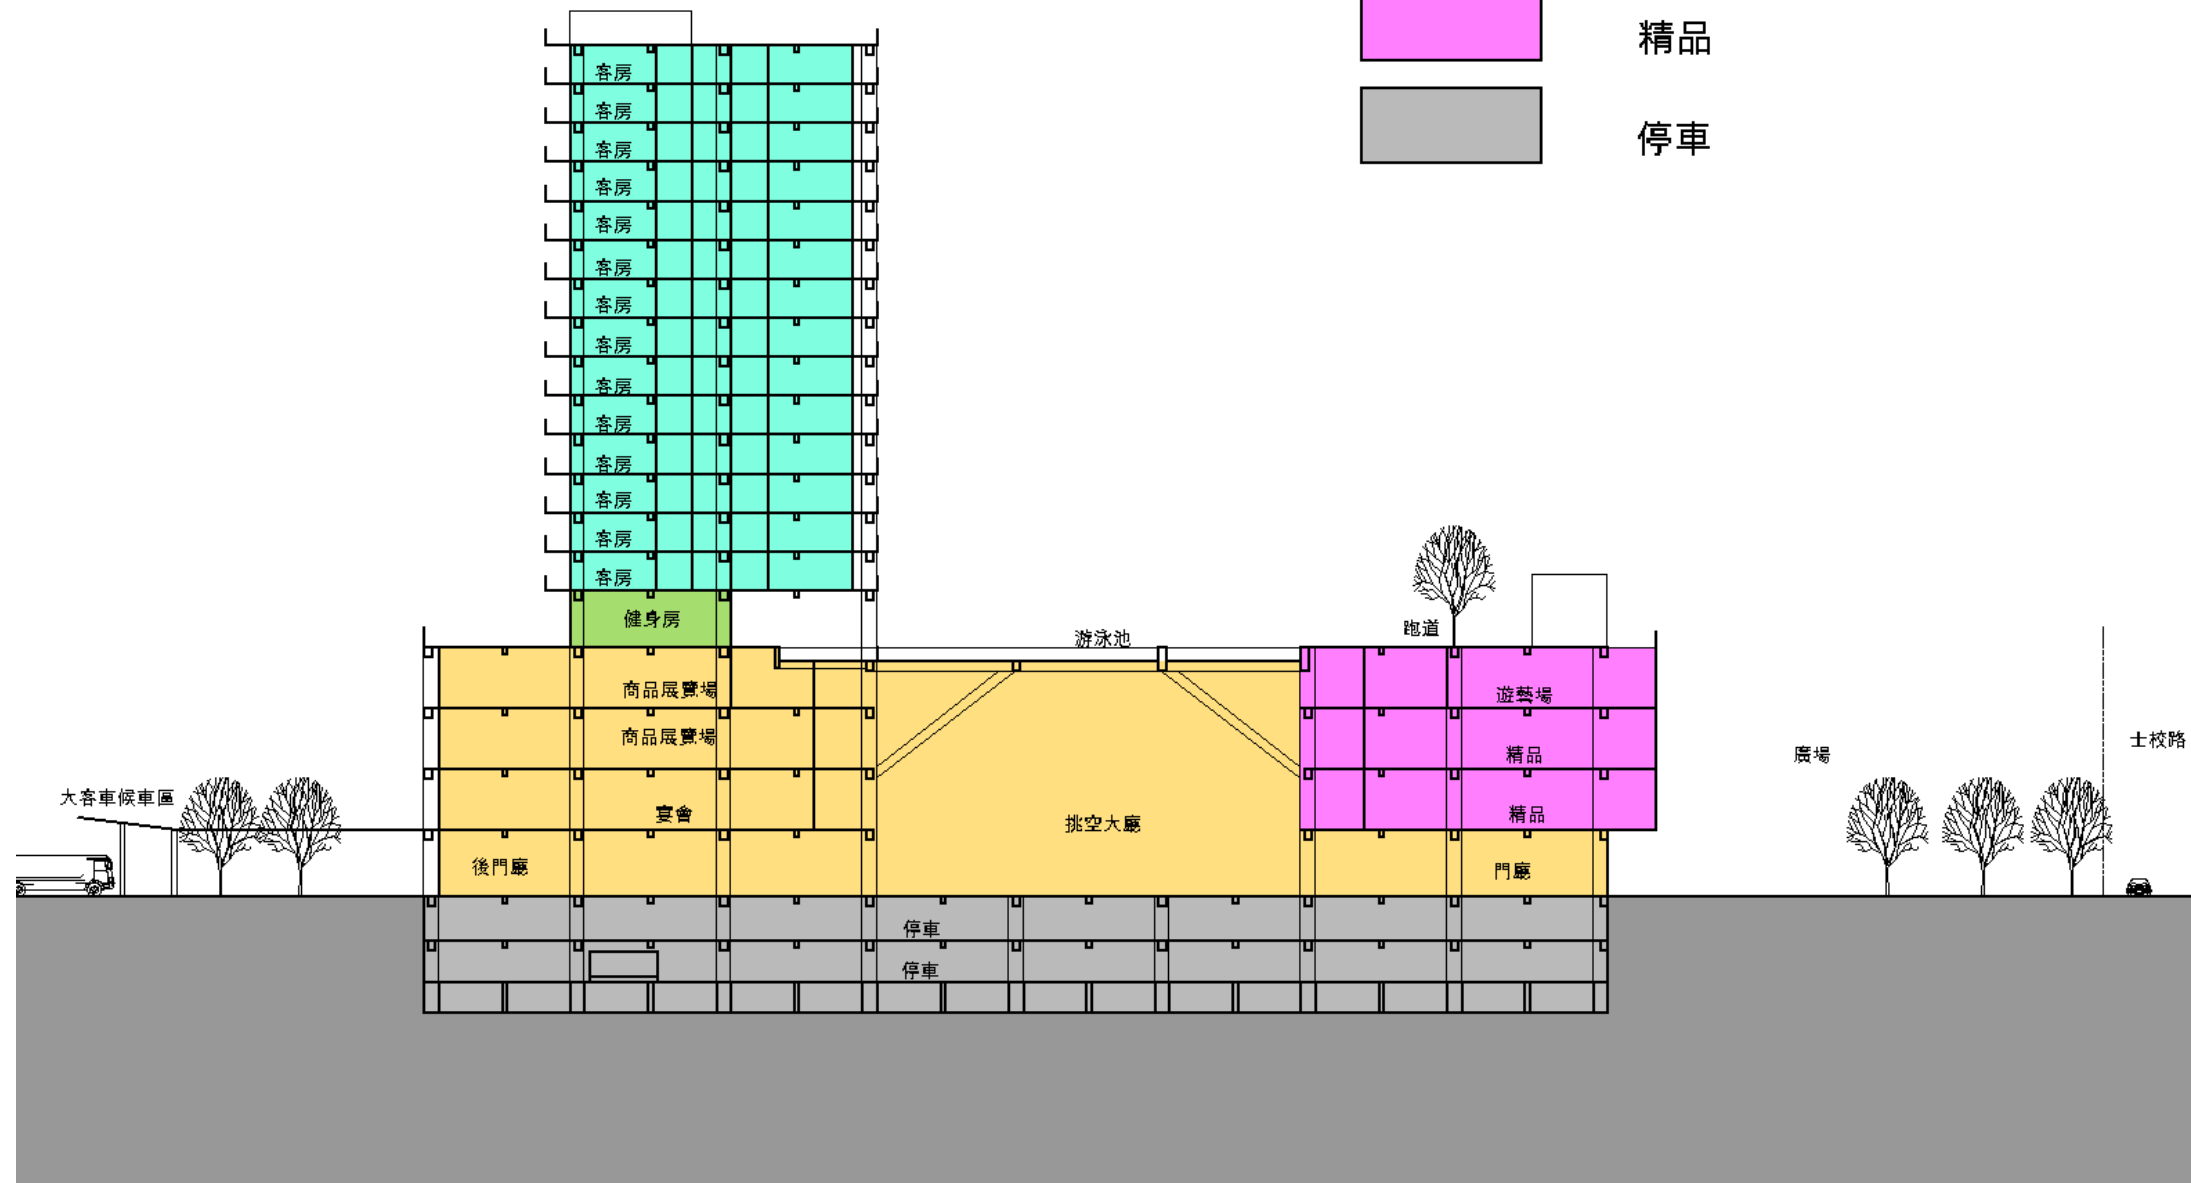 精品
停車
客房
客房
客房
客房
客房
客房
客房
客房
客房
客房
客房
客房
客房
客房
健身房
游泳池
跑道
商品展覽場
遊藝場
商品展覽場
精品
廣場
士校路
大客車候車區
宴會
挑空大廳
精品
後門廳
門廳
停車
停車